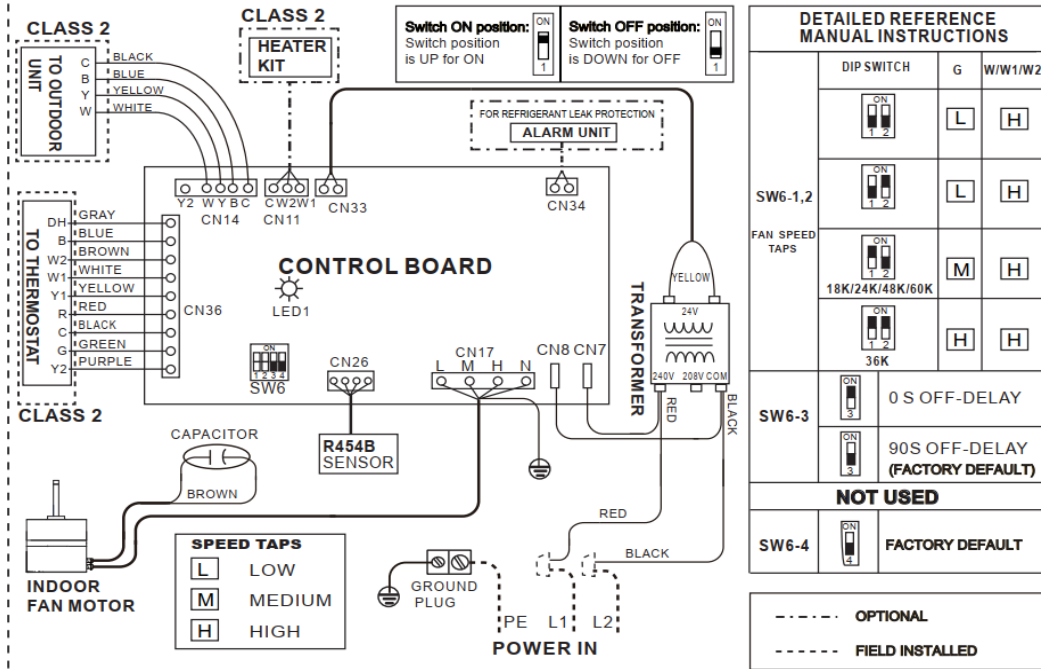 CLASS 2
TO OUTDOOR
UNIT
C
B
Y
W
BLACK
BLUE
YELLOW
WHITE
CLASS 2
HEATER
KIT
Switch ON position:
Switch position
is UP for ON
ON
1
Switch OFF position:
Switch position
is DOWN for OFF
ON
1
FOR REFRIGERANT LEAK PROTECTION
ALARM UNIT
Y2 W Y B C
CN14
C W2 W1
CN11
CN33
CN34
TO THERMOSTAT
DH GRAY
B BLUE
W2 BROWN
W1 WHITE
Y1 YELLOW
R RED
C BLACK
G GREEN
Y2 PURPLE
CLASS 2
CN36
CONTROL BOARD
LED1
ON
1 2 3 4
SW6
CN26
R454B
SENSOR
CN17
L M H N
CN8 CN7
TRANSFORMER
YELLOW
24V
240V 208V COM
RED
BLACK
CAPACITOR
BROWN
INDOOR
FAN MOTOR
SPEED TAPS
L LOW
M MEDIUM
H HIGH
GROUND
PLUG
RED
BLACK
PE L1 L2
POWER IN
DETAILED REFERENCE
MANUAL INSTRUCTIONS
DIP SWITCH G W/W1/W2
SW6-1,2
FAN SPEED
TAPS
ON
1 2
L H
ON
1 2
L H
ON
1 2
18K/24K/48K/60K
M H
ON
1 2
36K
H H
SW6-3
ON
3
0 S OFF-DELAY
ON
3
90S OFF-DELAY
(FACTORY DEFAULT)
NOT USED
SW6-4
ON
4
FACTORY DEFAULT
OPTIONAL
FIELD INSTALLED